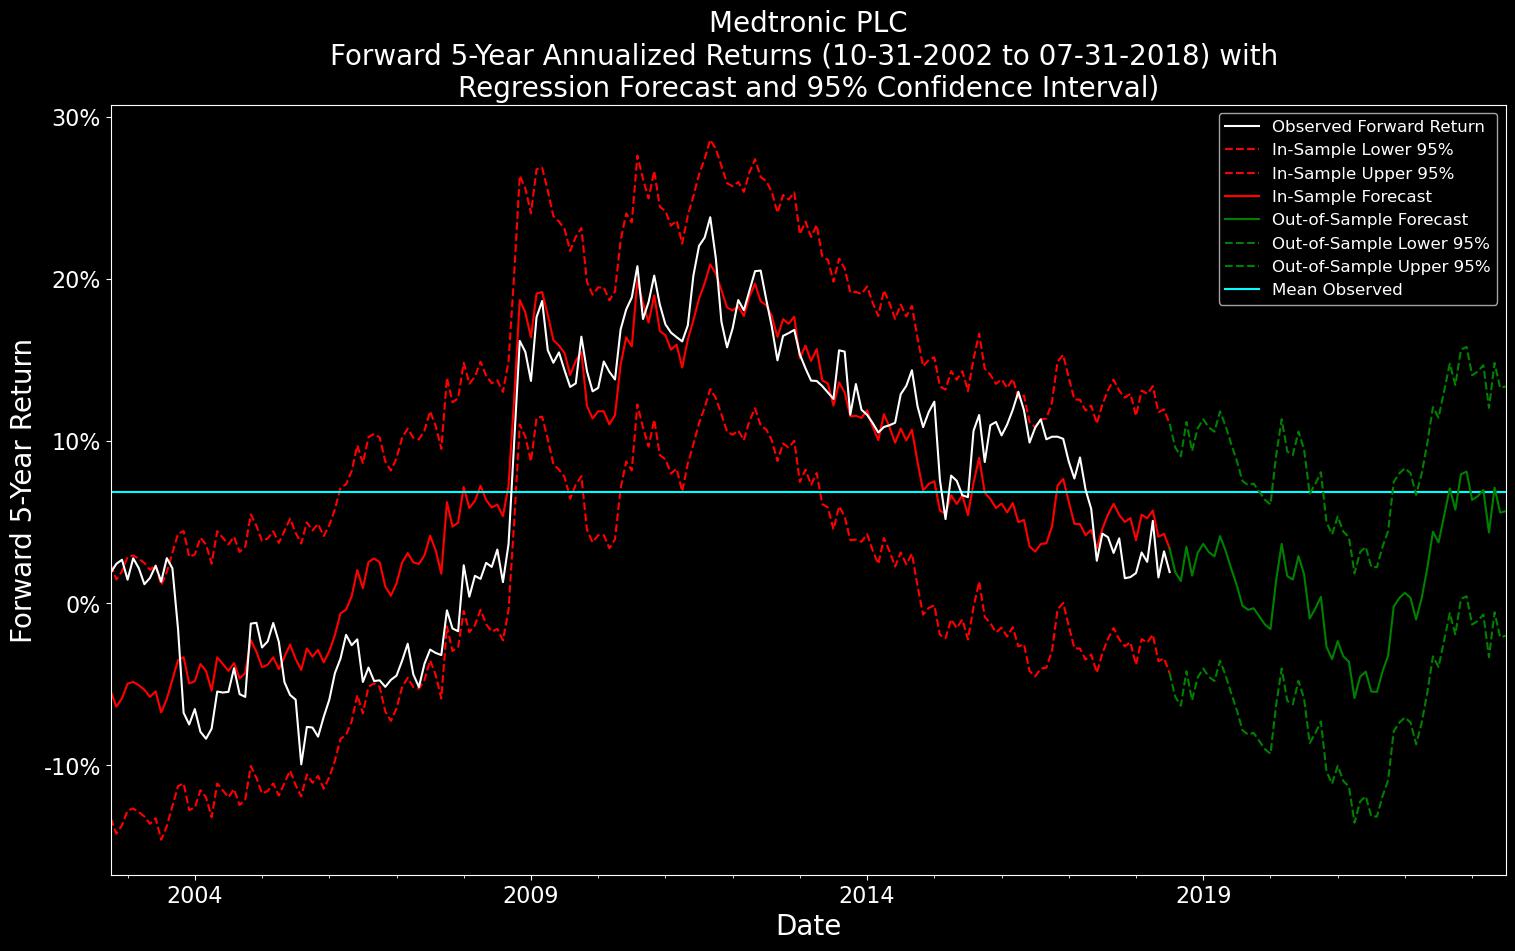 Medtronic PLC
Forward 5-Year Annualized Returns (10-31-2002 to 07-31-2018) with
Regression Forecast and 95% Confidence Interval)
Forward 5-Year Return
30%
20%
10%
0%
-10%
Observed Forward Return
In-Sample Lower 95%
In-Sample Upper 95%
In-Sample Forecast
Out-of-Sample Forecast
Out-of-Sample Lower 95%
Out-of-Sample Upper 95%
Mean Observed
2004 2009 2014 2019
Date